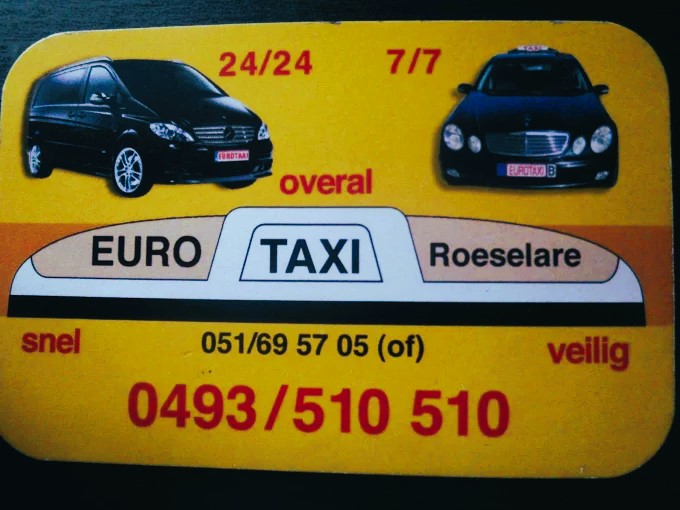 24/24 7/7
TAXI
EUROTAXI
EUROTAXI B
overal
EURO TAXI Roeselare
snel 051/69 57 05 (of) veilig
0493/510 510